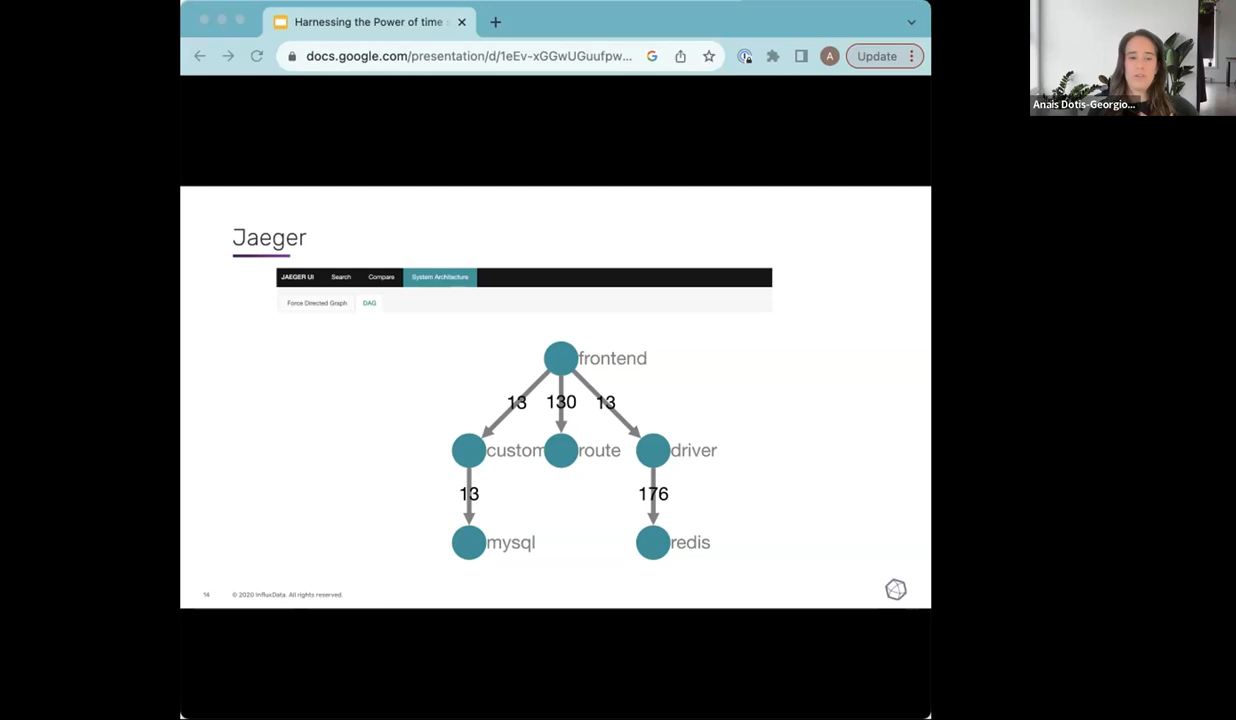 Harnessing the Power of time
docs.google.com/presentation/d/1eEv-xGGwUGuufpw...
A
Update
Anais Dotis-Georgio...
Jaeger
JAEGER UI Search Compare System Architecture
Force Directed Graph DAG
frontend
13 130 13
custom route driver
13 176
mysql redis
14 © 2020 InfluxData. All rights reserved.